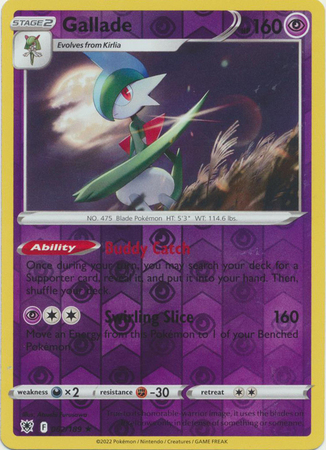 STAGE 2 Gallade 160
Evolves from Kirlia
NO. 475 Blade Pokémon HT: 5'3" WT: 114.6 lbs.
Ability Buddy Catch
Once during your turn, you may search your deck for a
Supporter card, reveal it, and put it into your hand. Then,
shuffle your deck.
Swirling Slice 160
Move an Energy from this Pokémon to 1 of your Benched
Pokémon.
weakness ×2 resistance -30 retreat
F /189 ★
©2022 Pokémon / Nintendo / Creatures / GAME FREAK